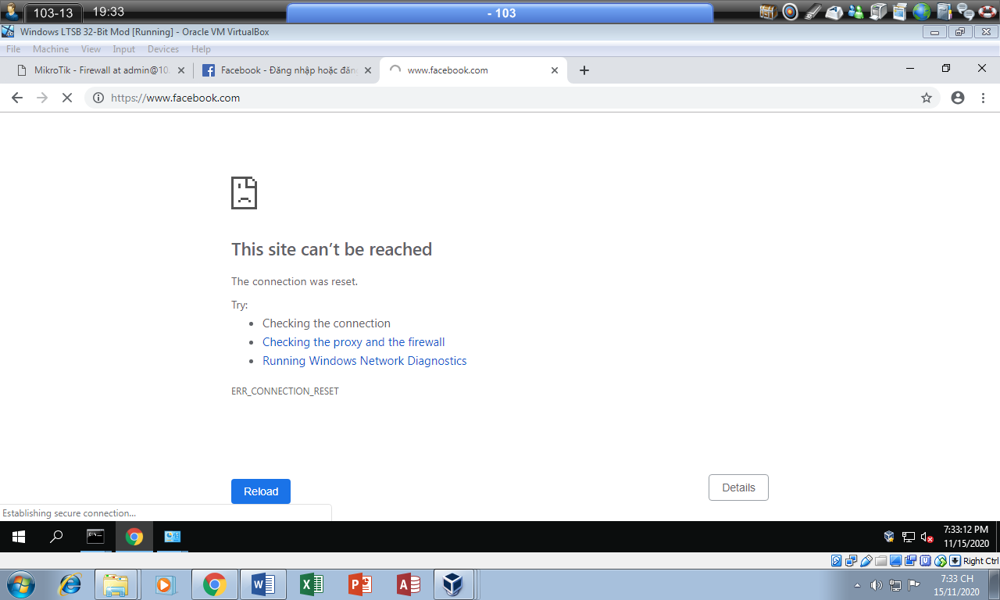 103-13 19:33 - 103
Windows LTSB 32-Bit Mod [Running] - Oracle VM VirtualBox
File Machine View Input Devices Help
MikroTik - Firewall at admin@10. Facebook - Đăng nhập hoặc đăn www.facebook.com
https://www.facebook.com
This site can’t be reached
The connection was reset.
Try:
• Checking the connection
• Checking the proxy and the firewall
• Running Windows Network Diagnostics
ERR_CONNECTION_RESET
Reload Details
Establishing secure connection...
7:33:12 PM
11/15/2020
Right Ctrl
7:33 CH
15/11/2020